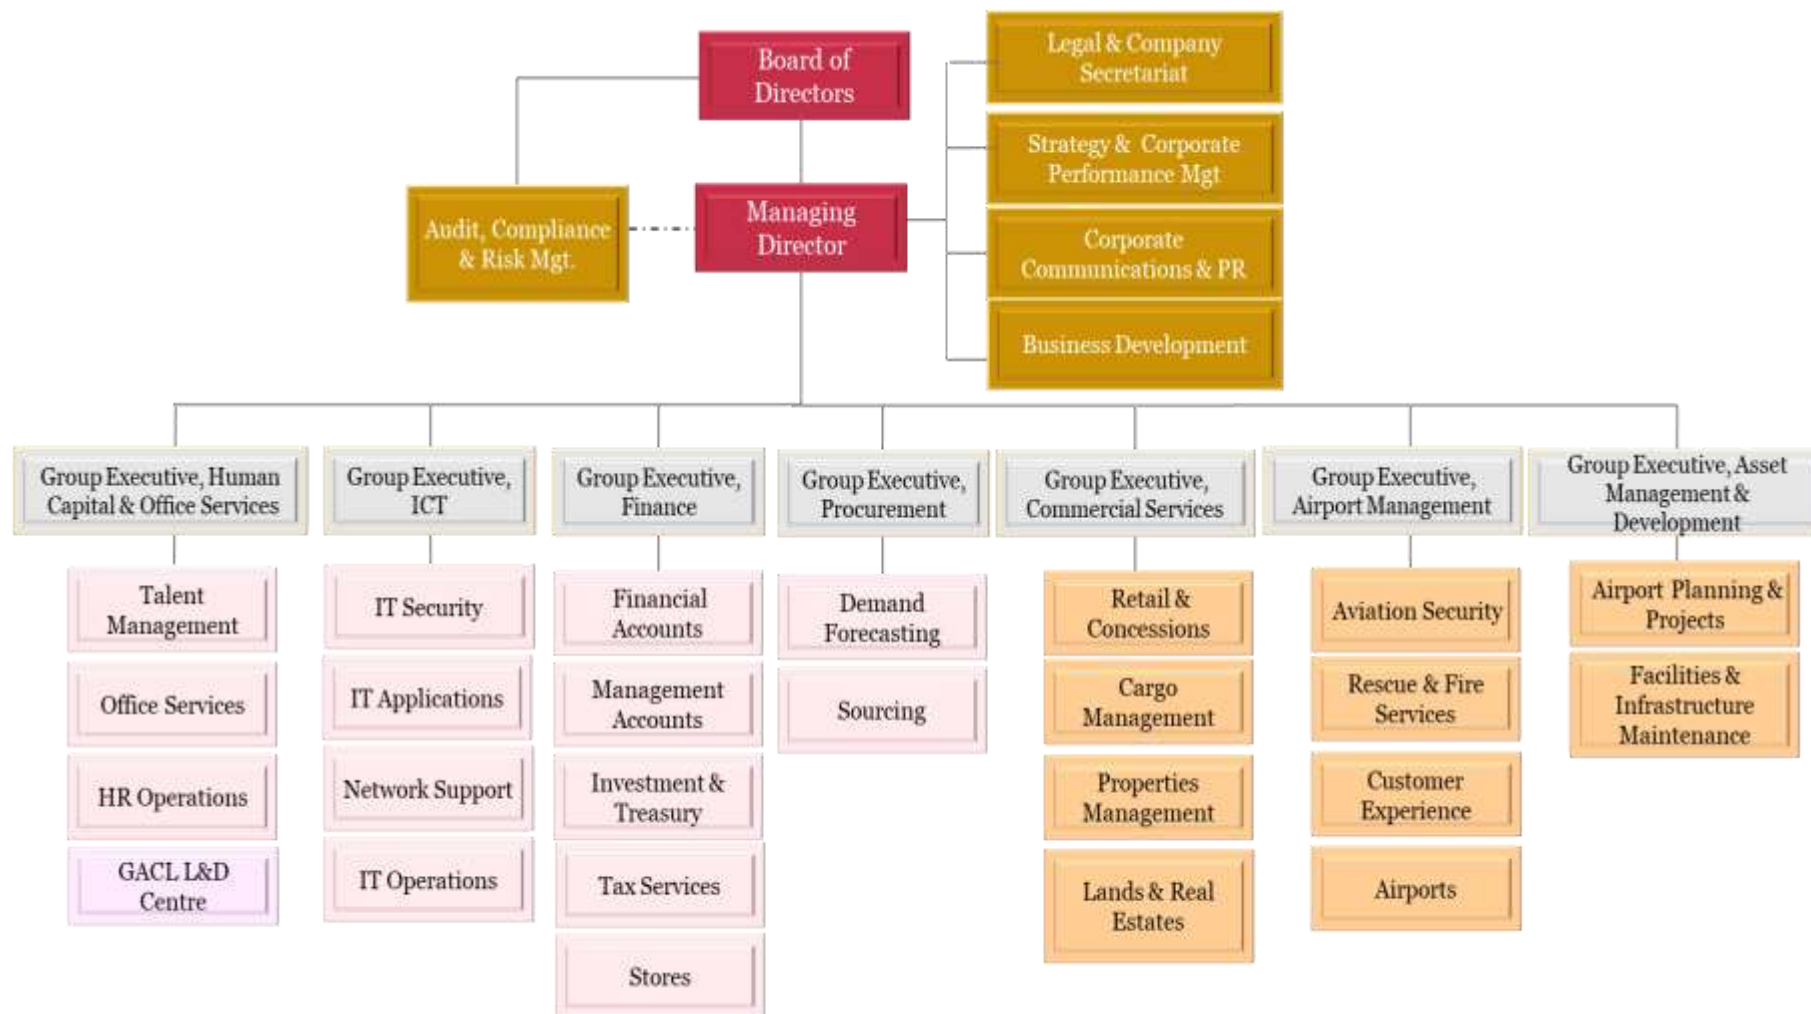 Board of
Directors
Legal & Company
Secretariat
Strategy & Corporate
Performance Mgt
Audit, Compliance
& Risk Mgt.
Managing
Director
Corporate
Communications & PR
Business Development
Group Executive, Human
Capital & Office Services
Group Executive,
ICT
Group Executive,
Finance
Group Executive,
Procurement
Group Executive,
Commercial Services
Group Executive,
Airport Management
Group Executive, Asset
Management &
Development
Talent
Management
Office Services
HR Operations
GACL L&D
Centre
IT Security
IT Applications
Network Support
IT Operations
Financial
Accounts
Management
Accounts
Investment &
Treasury
Tax Services
Stores
Demand
Forecasting
Sourcing
Retail &
Concessions
Cargo
Management
Properties
Management
Lands & Real
Estates
Aviation Security
Rescue & Fire
Services
Customer
Experience
Airports
Airport Planning &
Projects
Facilities &
Infrastructure
Maintenance